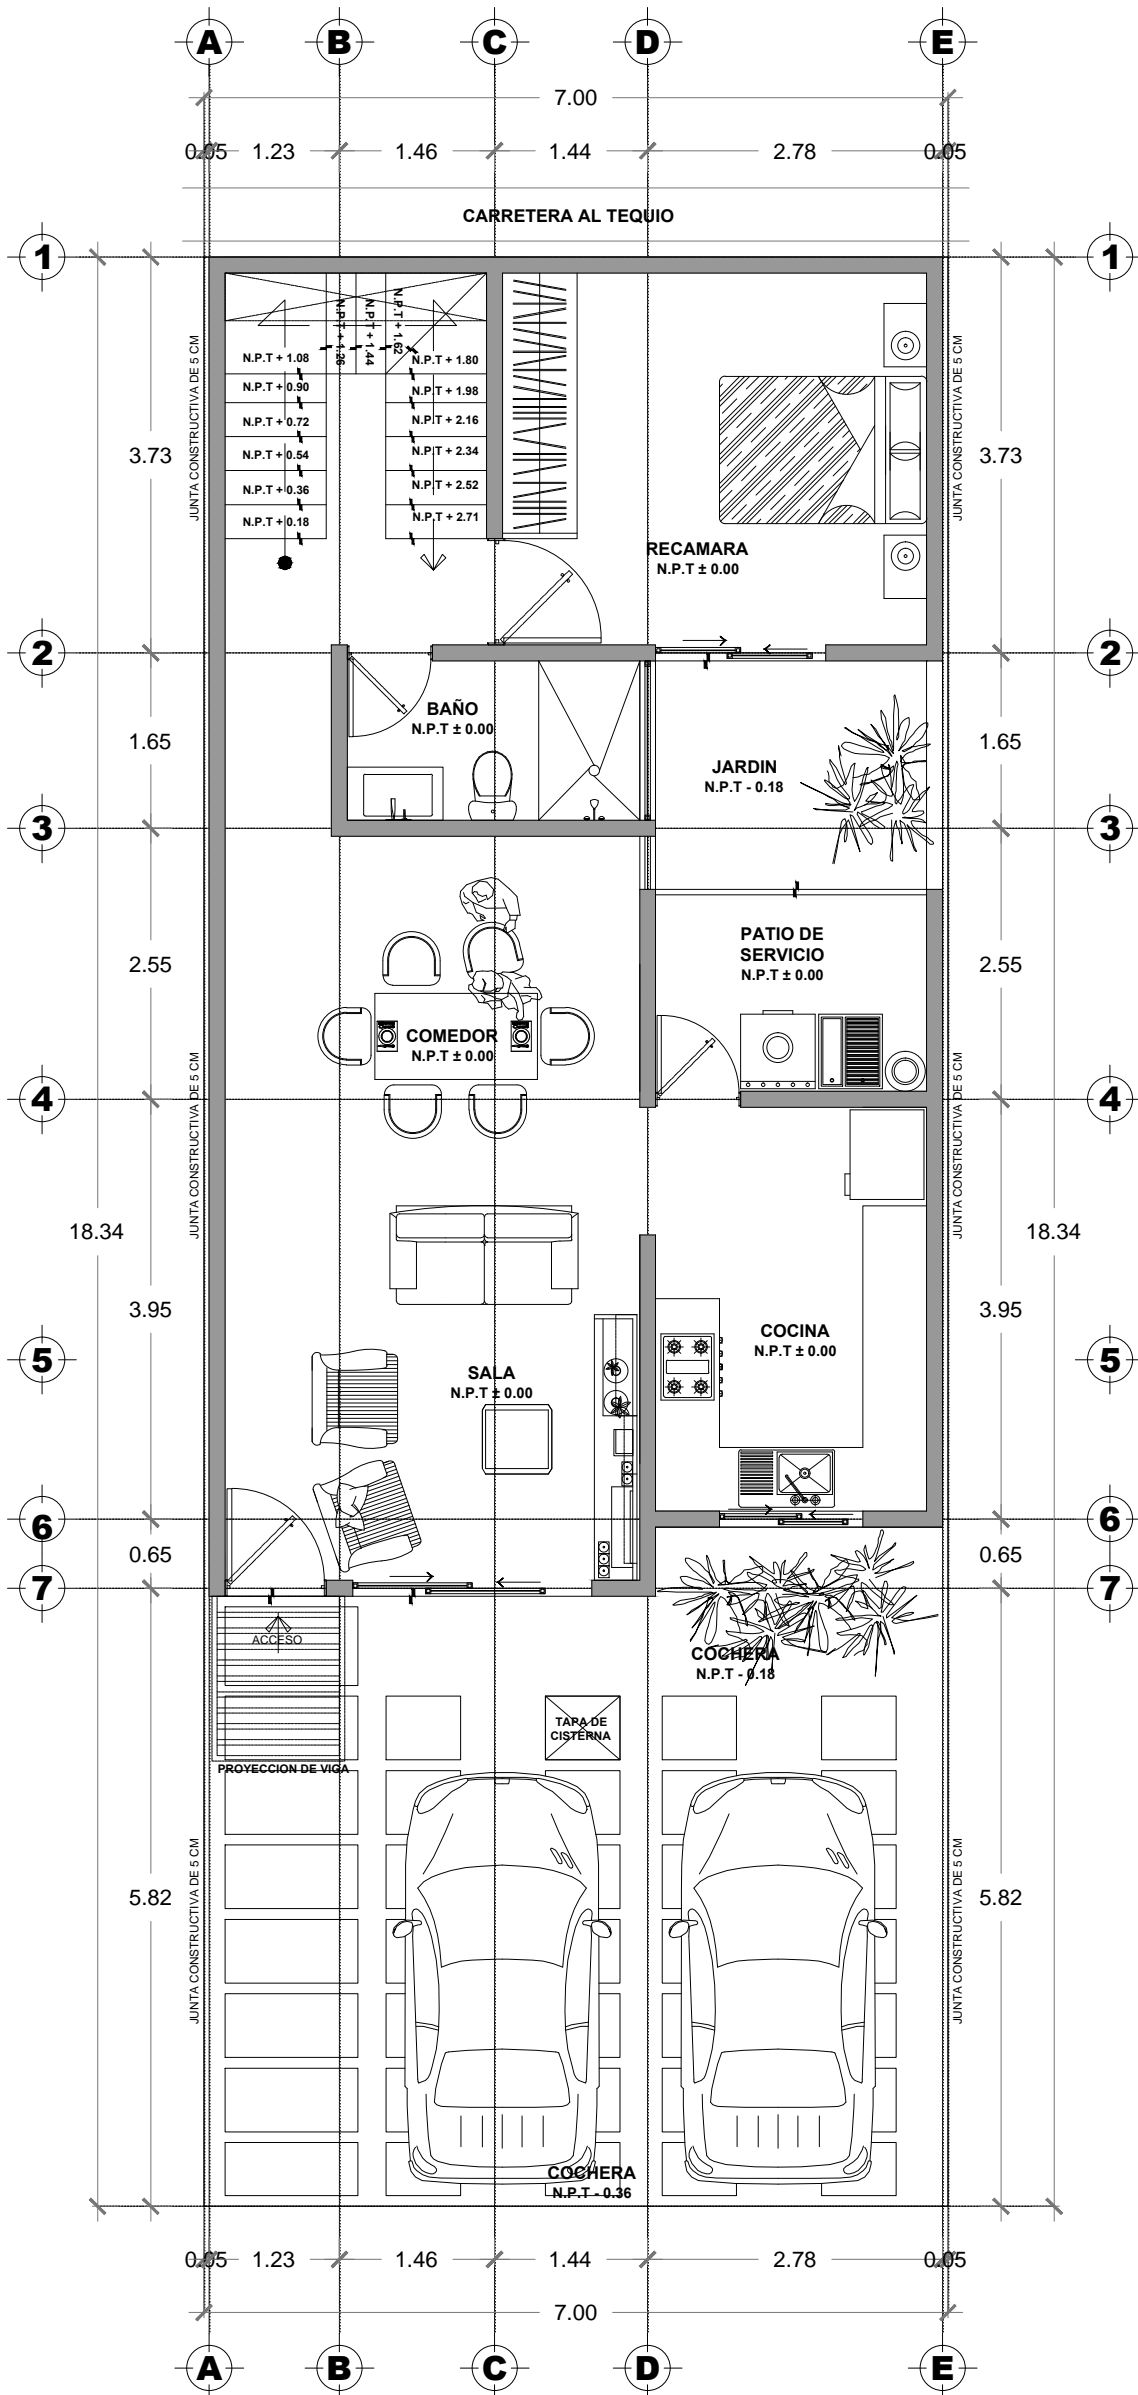 A B C D E
7.00
0.05 1.23 1.46 1.44 2.78 0.05
CARRETERA AL TEQUIO
1 1
JUNTA CONSTRUCTIVA DE 5 CM
JUNTA CONSTRUCTIVA DE 5 CM
N.P.T + 1.26
N.P.T + 1.44
N.P.T + 1.62
N.P.T + 1.08 N.P.T + 1.80
N.P.T + 0.90 N.P.T + 1.98
N.P.T + 0.72 N.P.T + 2.16
N.P.T + 0.54 N.P.T + 2.34
3.73 3.73
N.P.T + 0.36 N.P.T + 2.52
N.P.T + 0.18 N.P.T + 2.71
RECAMARA
N.P.T ± 0.00
2 2
BAÑO
N.P.T ± 0.00
1.65 1.65
JARDIN
N.P.T - 0.18
3 3
PATIO DE
SERVICIO
N.P.T ± 0.00
2.55 2.55
COMEDOR
N.P.T ± 0.00
4 4
JUNTA CONSTRUCTIVA DE 5 CM
JUNTA CONSTRUCTIVA DE 5 CM
18.34 18.34
3.95 3.95
COCINA
N.P.T ± 0.00
5 5
SALA
N.P.T ± 0.00
6 6
0.65 0.65
7 7
ACCESO
COCHERA
N.P.T - 0.18
TAPA DE
CISTERNA
PROYECCION DE VIGA
5.82 5.82
JUNTA CONSTRUCTIVA DE 5 CM
JUNTA CONSTRUCTIVA DE 5 CM
COCHERA
N.P.T - 0.36
0.05 1.23 1.46 1.44 2.78 0.05
7.00
A B C D E